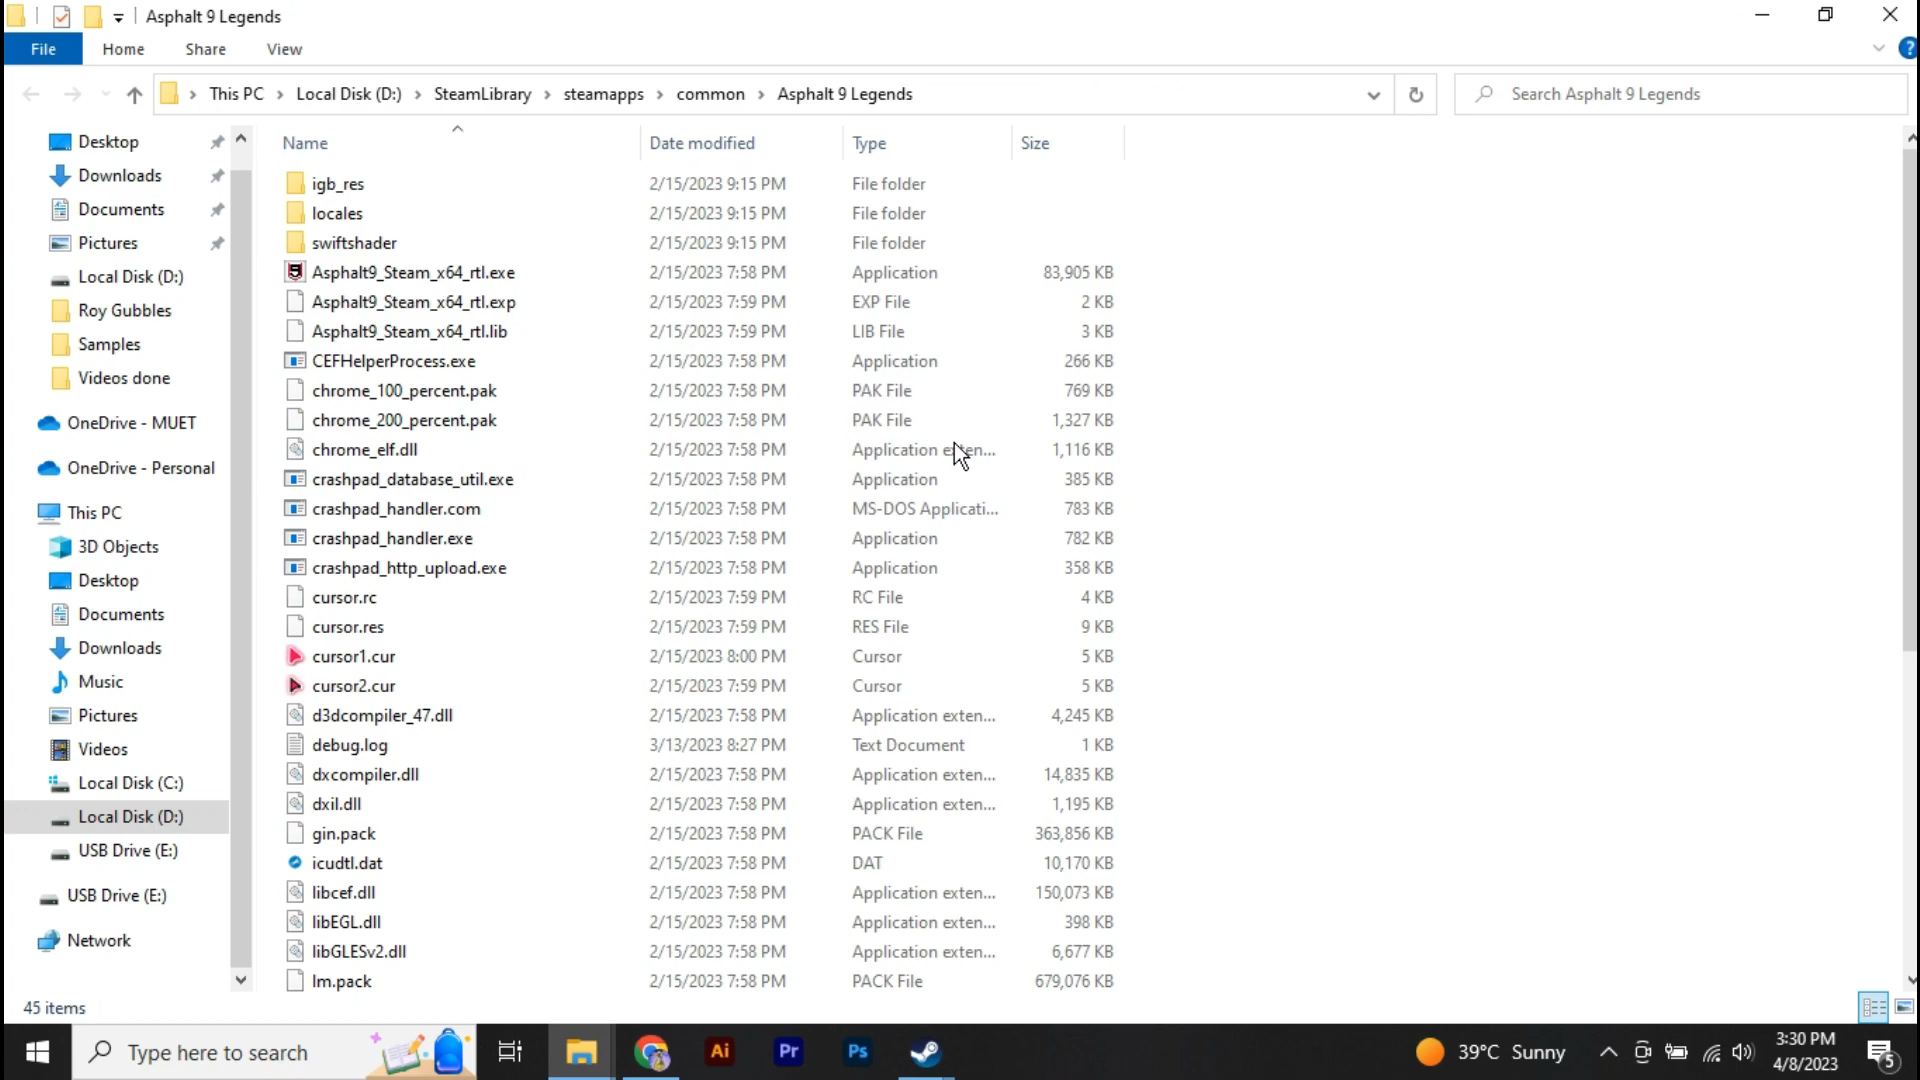 Asphalt 9 Legends
File Home Share View
This PC Local Disk (D:) SteamLibrary steamapps common Asphalt 9 Legends
Search Asphalt 9 Legends
Desktop
Downloads
Documents
Pictures
Local Disk (D:)
Roy Gubbles
Samples
Videos done
OneDrive - MUET
OneDrive - Personal
This PC
3D Objects
Desktop
Documents
Downloads
Music
Pictures
Videos
Local Disk (C:)
Local Disk (D:)
USB Drive (E:)
USB Drive (E:)
Network
Name Date modified Type Size
igb_res 2/15/2023 9:15 PM File folder
locales 2/15/2023 9:15 PM File folder
swiftshader 2/15/2023 9:15 PM File folder
Asphalt9_Steam_x64_rtl.exe 2/15/2023 7:58 PM Application 83,905 KB
Asphalt9_Steam_x64_rtl.exp 2/15/2023 7:59 PM EXP File 2 KB
Asphalt9_Steam_x64_rtl.lib 2/15/2023 7:59 PM LIB File 3 KB
CEFHelperProcess.exe 2/15/2023 7:58 PM Application 266 KB
chrome_100_percent.pak 2/15/2023 7:58 PM PAK File 769 KB
chrome_200_percent.pak 2/15/2023 7:58 PM PAK File 1,327 KB
chrome_elf.dll 2/15/2023 7:58 PM Application exten... 1,116 KB
crashpad_database_util.exe 2/15/2023 7:58 PM Application 385 KB
crashpad_handler.com 2/15/2023 7:58 PM MS-DOS Applicati... 783 KB
crashpad_handler.exe 2/15/2023 7:58 PM Application 782 KB
crashpad_http_upload.exe 2/15/2023 7:58 PM Application 358 KB
cursor.rc 2/15/2023 7:59 PM RC File 4 KB
cursor.res 2/15/2023 7:59 PM RES File 9 KB
cursor1.cur 2/15/2023 8:00 PM Cursor 5 KB
cursor2.cur 2/15/2023 7:59 PM Cursor 5 KB
d3dcompiler_47.dll 2/15/2023 7:58 PM Application exten... 4,245 KB
debug.log 3/13/2023 8:27 PM Text Document 1 KB
dxcompiler.dll 2/15/2023 7:58 PM Application exten... 14,835 KB
dxil.dll 2/15/2023 7:58 PM Application exten... 1,195 KB
gin.pack 2/15/2023 7:58 PM PACK File 363,856 KB
icudtl.dat 2/15/2023 7:58 PM DAT 10,170 KB
libcef.dll 2/15/2023 7:58 PM Application exten... 150,073 KB
libEGL.dll 2/15/2023 7:58 PM Application exten... 398 KB
libGLESv2.dll 2/15/2023 7:58 PM Application exten... 6,677 KB
lm.pack 2/15/2023 7:58 PM PACK File 679,076 KB
45 items
Type here to search
Ai Pr Ps
39°C Sunny
3:30 PM
4/8/2023
5